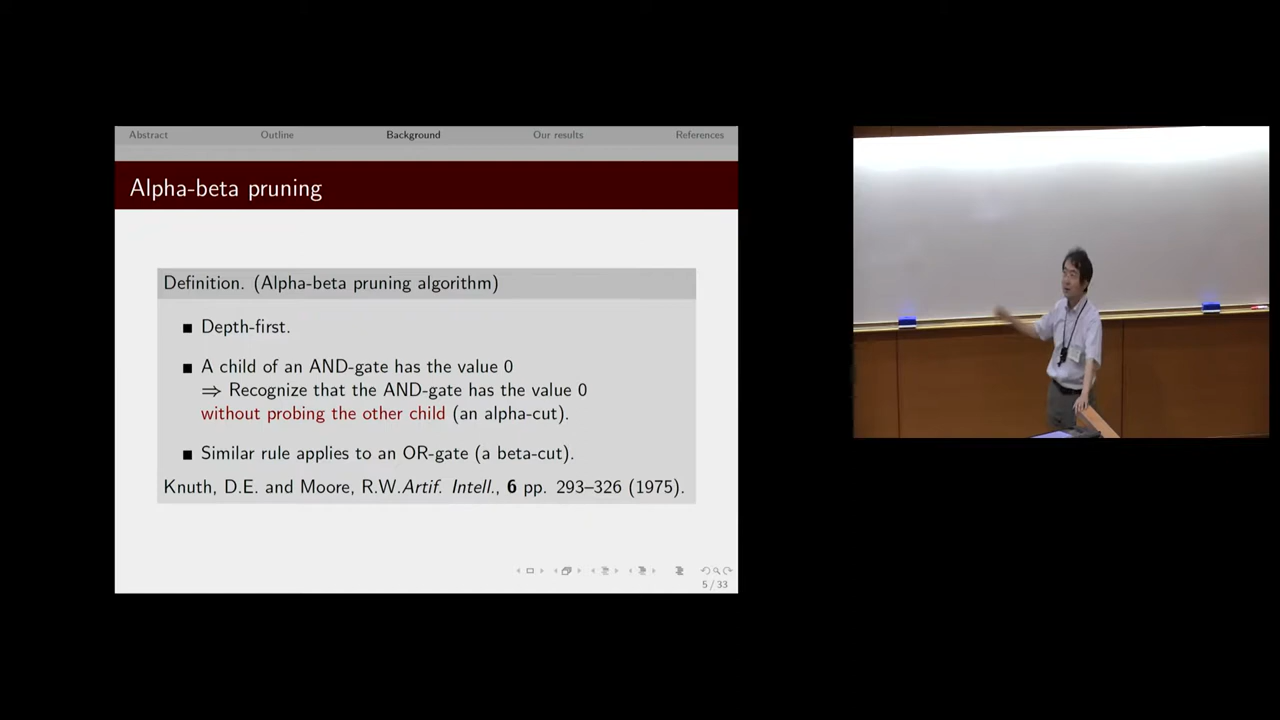 Abstract Outline Background Our results References
Alpha-beta pruning
Definition. (Alpha-beta pruning algorithm)
■ Depth-first.
■ A child of an AND-gate has the value 0
⇒ Recognize that the AND-gate has the value 0
without probing the other child (an alpha-cut).
■ Similar rule applies to an OR-gate (a beta-cut).
Knuth, D.E. and Moore, R.W.Artif. Intell., 6 pp. 293–326 (1975).
5 / 33